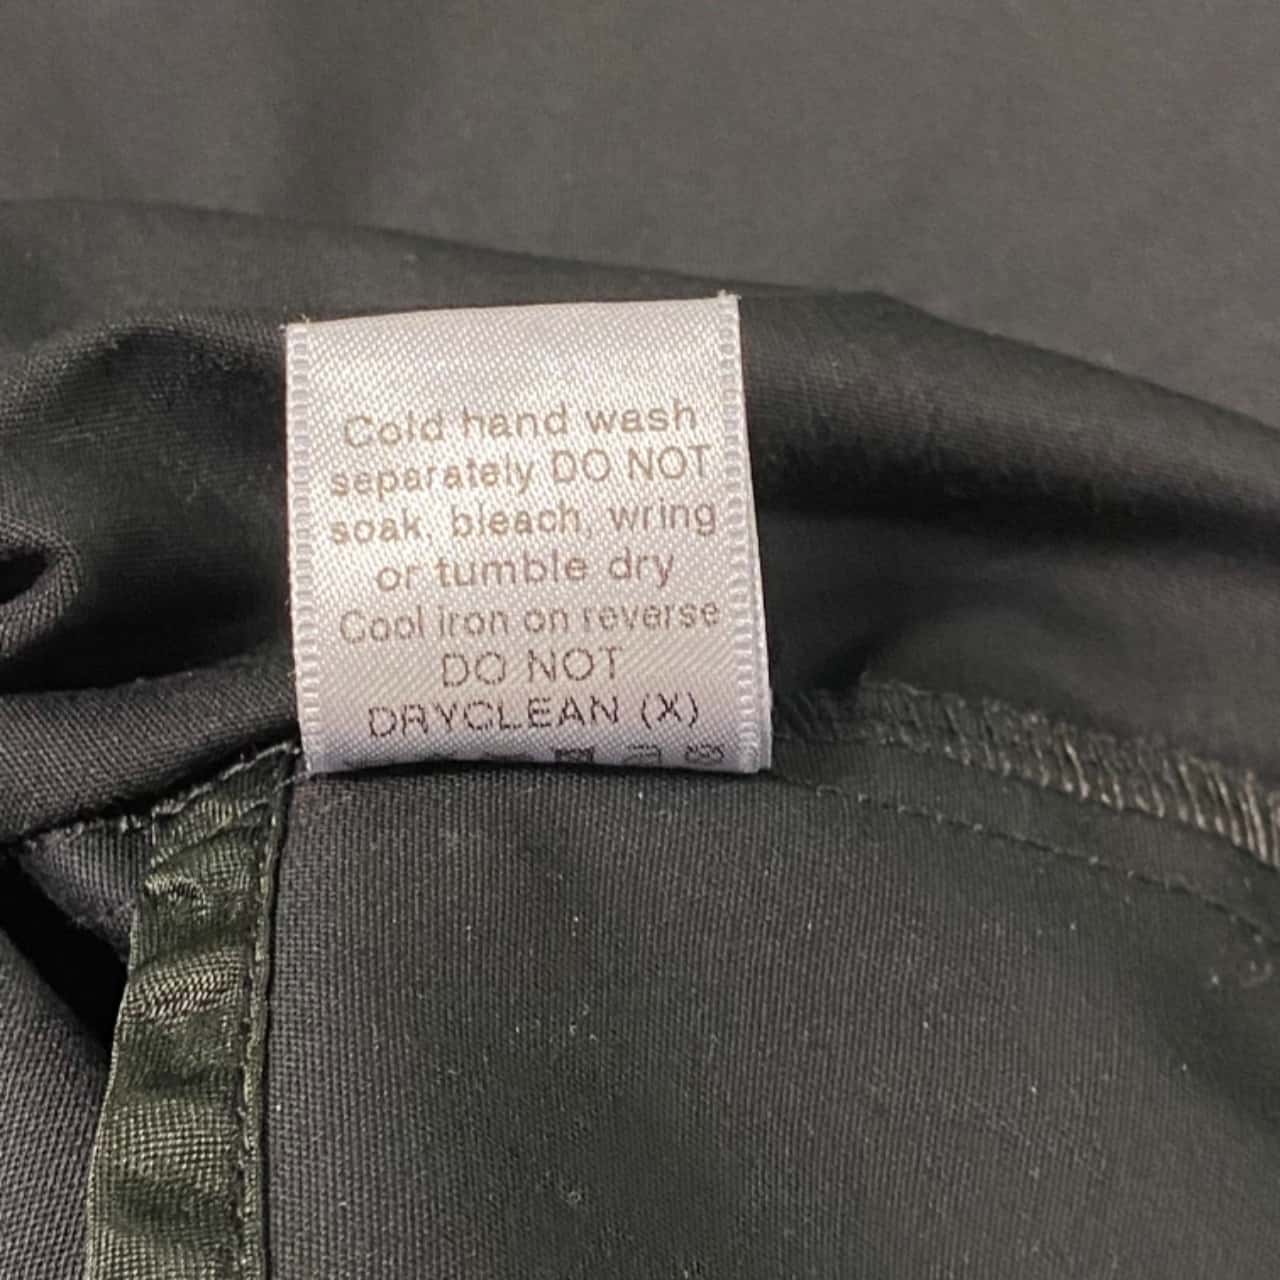 Cold hand wash
separately DO NOT
soak, bleach, wring
or tumble dry
Cool iron on reverse
DO NOT
DRYCLEAN (X)